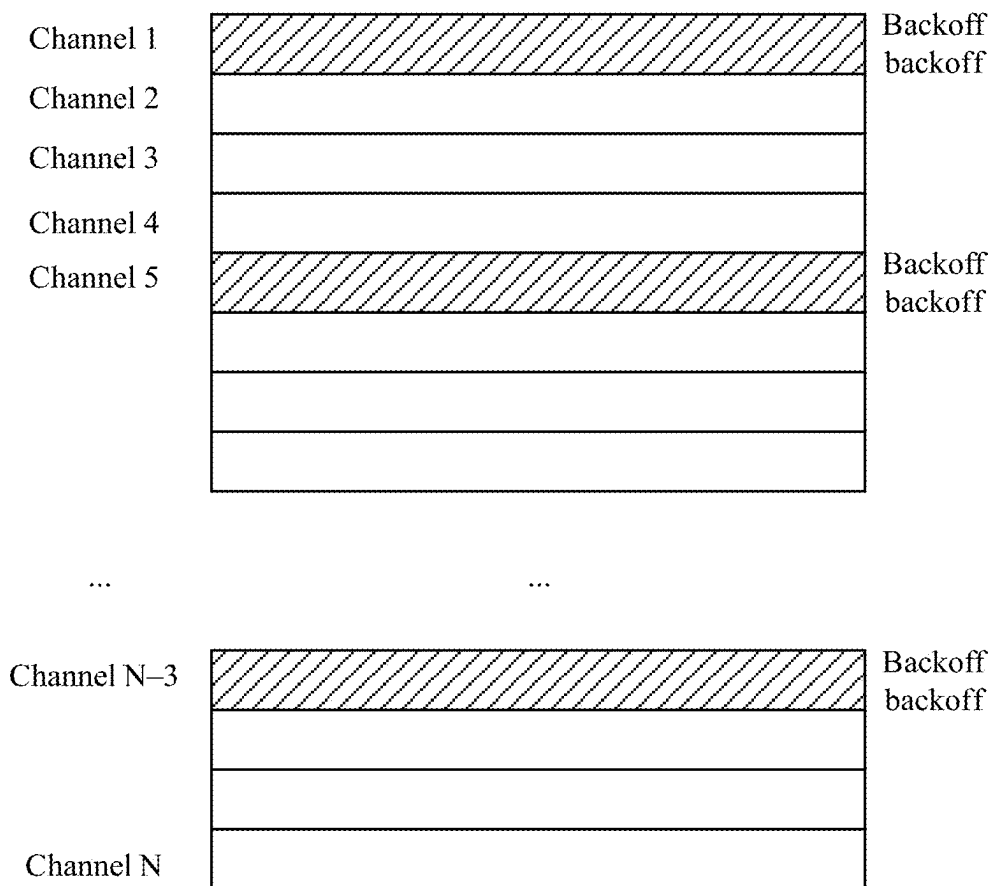 Channel 1
Backoff
backoff
Channel 2
Channel 3
Channel 4
Channel 5
Backoff
backoff
...
...
Channel N–3
Backoff
backoff
Channel N